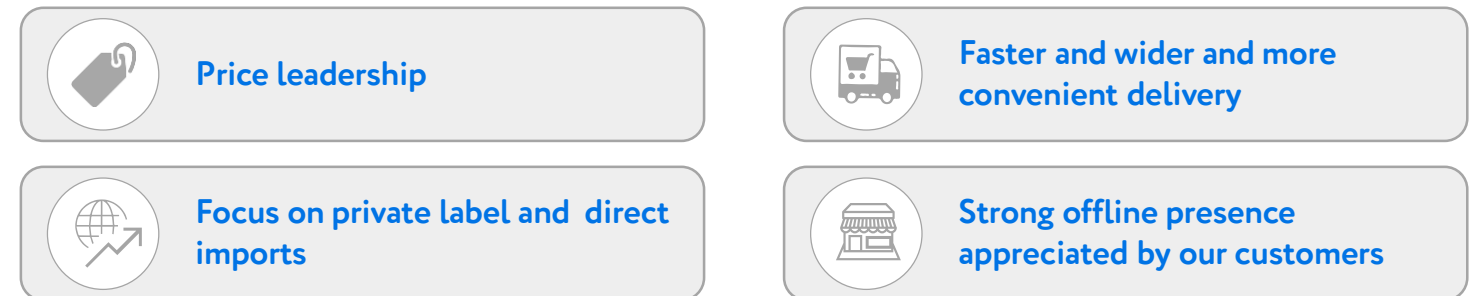 Price leadership
Faster and wider and more
convenient delivery
Focus on private label and direct
imports
Strong offline presence
appreciated by our customers